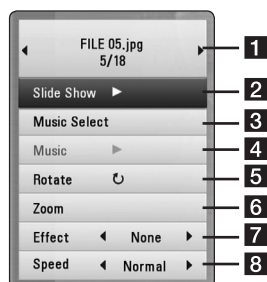 FILE 05.jpg 1
5/18
Slide Show ► 2
Music Select 3
Music ► 4
Rotate ↻ 5
Zoom 6
Effect ◄ None ► 7
Speed ◄ Normal ► 8